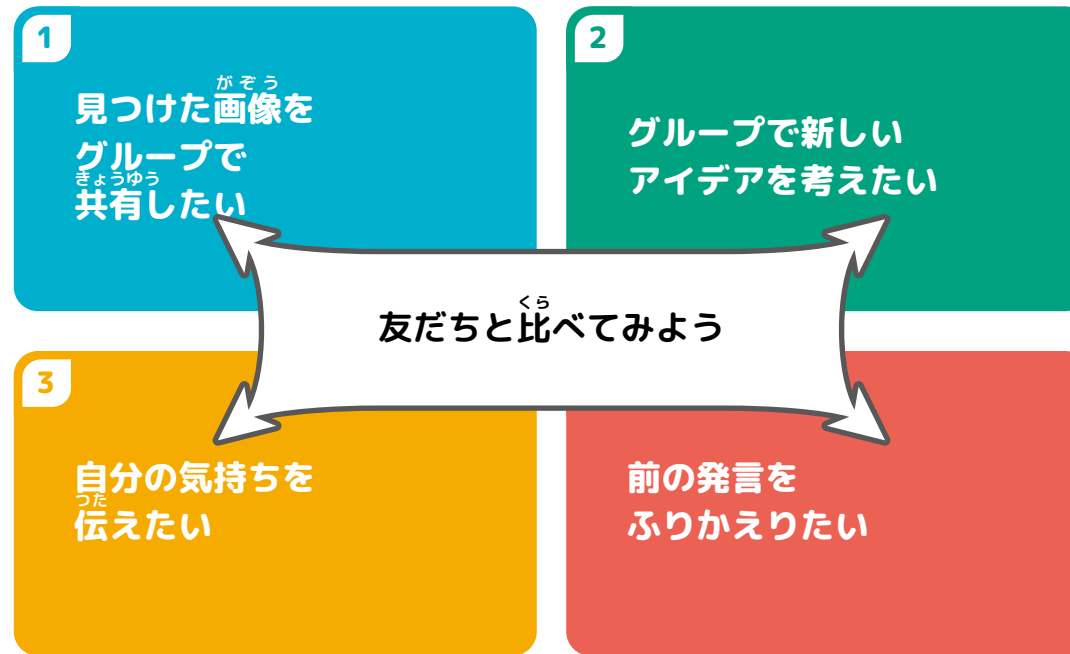 1
見つけた画像を
がぞう
グループで
共有したい
きょうゆう
2
グループで新しい
アイデアを考えたい
友だちと比べてみよう
くら
3
自分の気持ちを
伝えたい
つた
前の発言を
ふりかえりたい